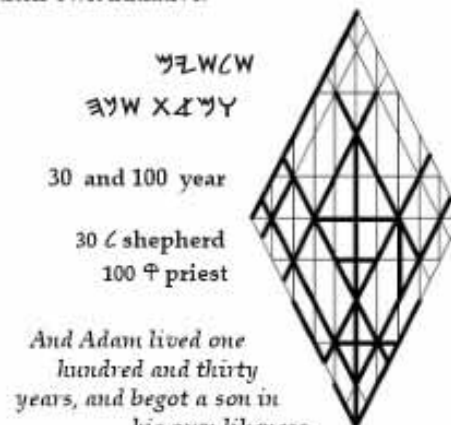 𐤔𐤋𐤔𐤉𐤌
𐤅𐤌𐤀𐤕 𐤔𐤍𐤄
30 and 100 year
30 𐤋 shepherd
100 𐤒 priest
And Adam lived one
hundred and thirty
years, and begot a son in